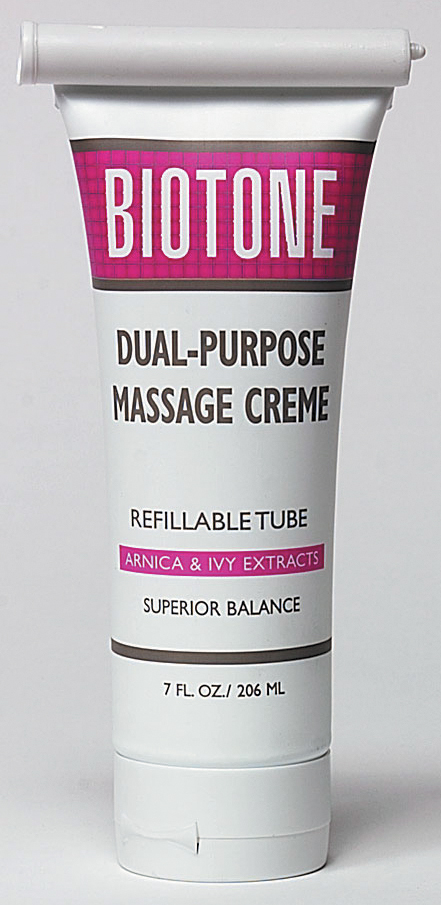 BIOTONE
DUAL-PURPOSE
MASSAGE CREME
REFILLABLE TUBE
ARNICA & IVY EXTRACTS
SUPERIOR BALANCE
7 FL. OZ./ 206 ML